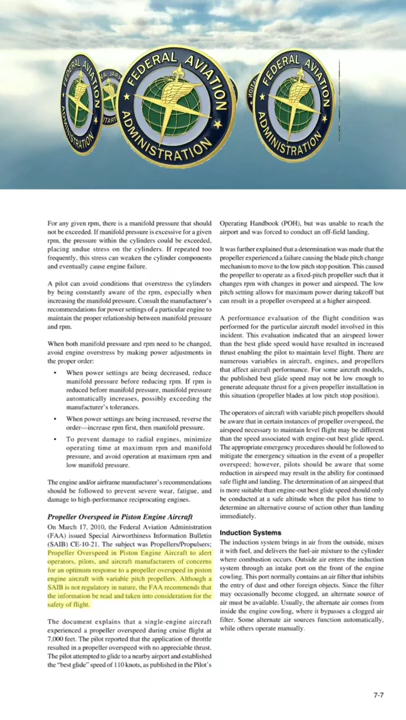 FEDERAL AVIATION
ADMINISTRATION
FEDERAL AVIATION
ADMINISTRATION
FEDERAL AVIATION
ADMINISTRATION
For any given rpm, there is a manifold pressure that should
not be exceeded. If manifold pressure is excessive for a given
rpm, the pressure within the cylinders could be exceeded,
placing undue stress on the cylinders. If repeated too
frequently, this stress can weaken the cylinder components
and eventually cause engine failure.
A pilot can avoid conditions that overstress the cylinders
by being constantly aware of the rpm, especially when
increasing the manifold pressure. Consult the manufacturer's
recommendations for power settings of a particular engine to
maintain the proper relationship between manifold pressure
and rpm.
When both manifold pressure and rpm need to be changed,
avoid engine overstress by making power adjustments in
the proper order:
• When power settings are being decreased, reduce
manifold pressure before reducing rpm. If rpm is
reduced before manifold pressure, manifold pressure
automatically increases, possibly exceeding the
manufacturer's tolerances.
• When power settings are being increased, reverse the
order—increase rpm first, then manifold pressure.
• To prevent damage to radial engines, minimize
operating time at maximum rpm and manifold
pressure, and avoid operation at maximum rpm and
low manifold pressure.
The engine and/or airframe manufacturer's recommendations
should be followed to prevent severe wear, fatigue, and
damage to high-performance reciprocating engines.
Propeller Overspeed in Piston Engine Aircraft
On March 17, 2010, the Federal Aviation Administration
(FAA) issued Special Airworthiness Information Bulletin
(SAIB) CE-10-21. The subject was Propellers/Propulsers;
Propeller Overspeed in Piston Engine Aircraft to alert
operators, pilots, and aircraft manufacturers of concerns
for an optimum response to a propeller overspeed in piston
engine aircraft with variable pitch propellers. Although a
SAIB is not regulatory in nature, the FAA recommends that
the information be read and taken into consideration for the
safety of flight.
The document explains that a single-engine aircraft
experienced a propeller overspeed during cruise flight at
7,000 feet. The pilot reported that the application of throttle
resulted in a propeller overspeed with no appreciable thrust.
The pilot attempted to glide to a nearby airport and established
the “best glide” speed of 110 knots, as published in the Pilot's
Operating Handbook (POH), but was unable to reach the
airport and was forced to conduct an off-field landing.
It was further explained that a determination was made that the
propeller experienced a failure causing the blade pitch change
mechanism to move to the low pitch stop position. This caused
the propeller to operate as a fixed-pitch propeller such that it
changes rpm with changes in power and airspeed. The low
pitch setting allows for maximum power during takeoff but
can result in a propeller overspeed at a higher airspeed.
A performance evaluation of the flight condition was
performed for the particular aircraft model involved in this
incident. This evaluation indicated that an airspeed lower
than the best glide speed would have resulted in increased
thrust enabling the pilot to maintain level flight. There are
numerous variables in aircraft, engines, and propellers
that affect aircraft performance. For some aircraft models,
the published best glide speed may not be low enough to
generate adequate thrust for a given propeller installation in
this situation (propeller blades at low pitch stop position).
The operators of aircraft with variable pitch propellers should
be aware that in certain instances of propeller overspeed, the
airspeed necessary to maintain level flight may be different
than the speed associated with engine-out best glide speed.
The appropriate emergency procedures should be followed to
mitigate the emergency situation in the event of a propeller
overspeed; however, pilots should be aware that some
reduction in airspeed may result in the ability for continued
safe flight and landing. The determination of an airspeed that
is more suitable than engine-out best glide speed should only
be conducted at a safe altitude when the pilot has time to
determine an alternative course of action other than landing
immediately.
Induction Systems
The induction system brings in air from the outside, mixes
it with fuel, and delivers the fuel-air mixture to the cylinder
where combustion occurs. Outside air enters the induction
system through an intake port on the front of the engine
cowling. This port normally contains an air filter that inhibits
the entry of dust and other foreign objects. Since the filter
may occasionally become clogged, an alternate source of
air must be available. Usually, the alternate air comes from
inside the engine cowling, where it bypasses a clogged air
filter. Some alternate air sources function automatically,
while others operate manually.
7-7